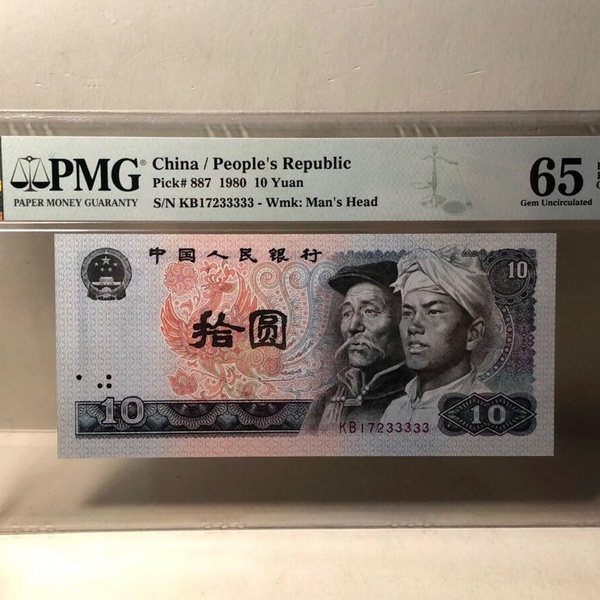 PMG
PAPER MONEY GUARANTY
China / People's Republic
Pick# 887 1980 10 Yuan
S/N KB17233333 - Wmk: Man's Head
65
Gem Uncirculated
中国人民银行
10
拾圆
10
10
KB17233333